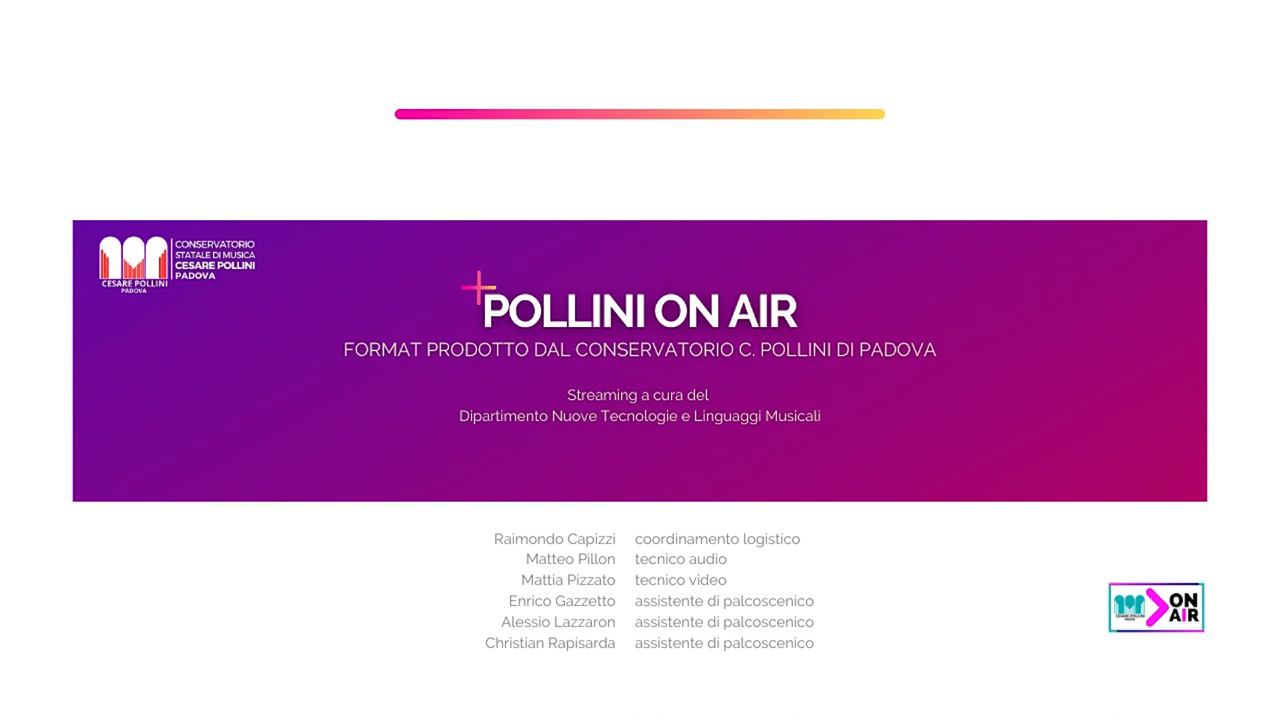 CONSERVATORIO
STATALE DI MUSICA
CESARE POLLINI
PADOVA
CESARE POLLINI
PADOVA
POLLINI ON AIR
FORMAT PRODOTTO DAL CONSERVATORIO C. POLLINI DI PADOVA
Streaming a cura del
Dipartimento Nuove Tecnologie e Linguaggi Musicali
Raimondo Capizzi coordinamento logistico
Matteo Pillon tecnico audio
Mattia Pizzato tecnico video
Enrico Gazzetto assistente di palcoscenico
Alessio Lazzaron assistente di palcoscenico
Christian Rapisarda assistente di palcoscenico
ON
AIR
CESARE POLLINI